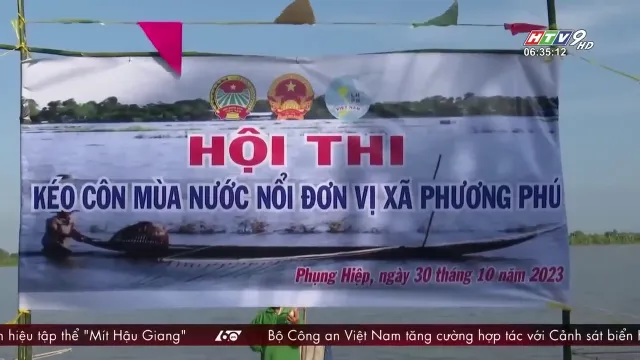 HTV9 HD
06:35:12
HỘI THI
KÉO CÔN MÙA NƯỚC NỔI ĐƠN VỊ XÃ PHƯƠNG PHÚ
Phụng Hiệp, ngày 30 tháng 10 năm 2023
hiệu tập thể "Mít Hậu Giang"
60
Bộ Công an Việt Nam tăng cường hợp tác với Cảnh sát biển